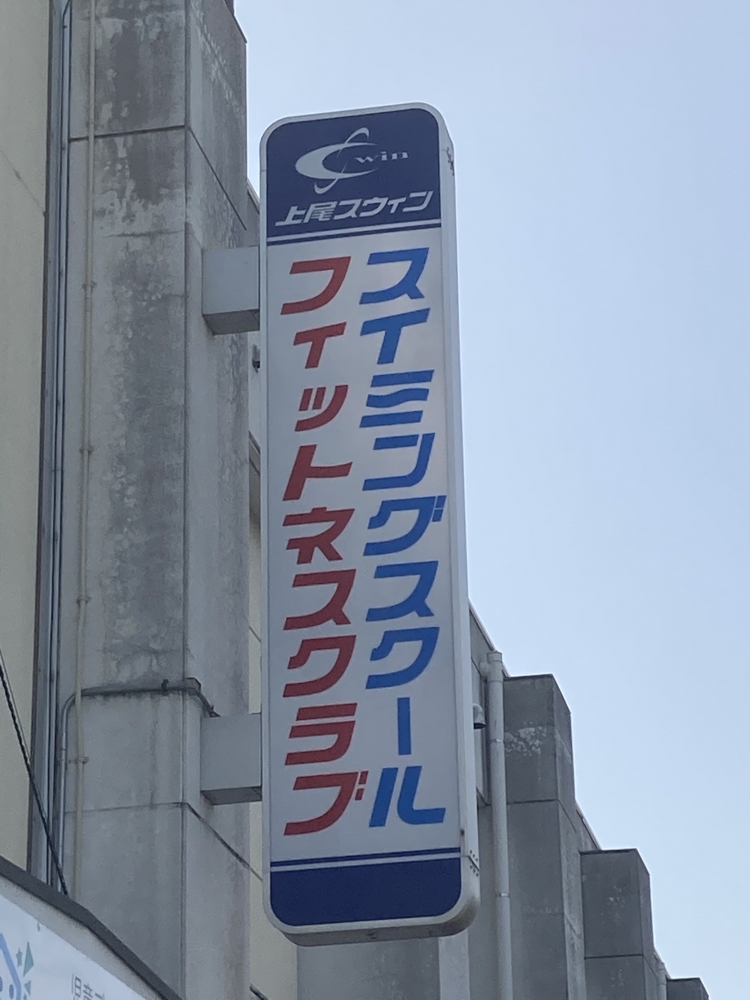 win
上尾スウィン
スイミングスクール
フィットネスクラブ